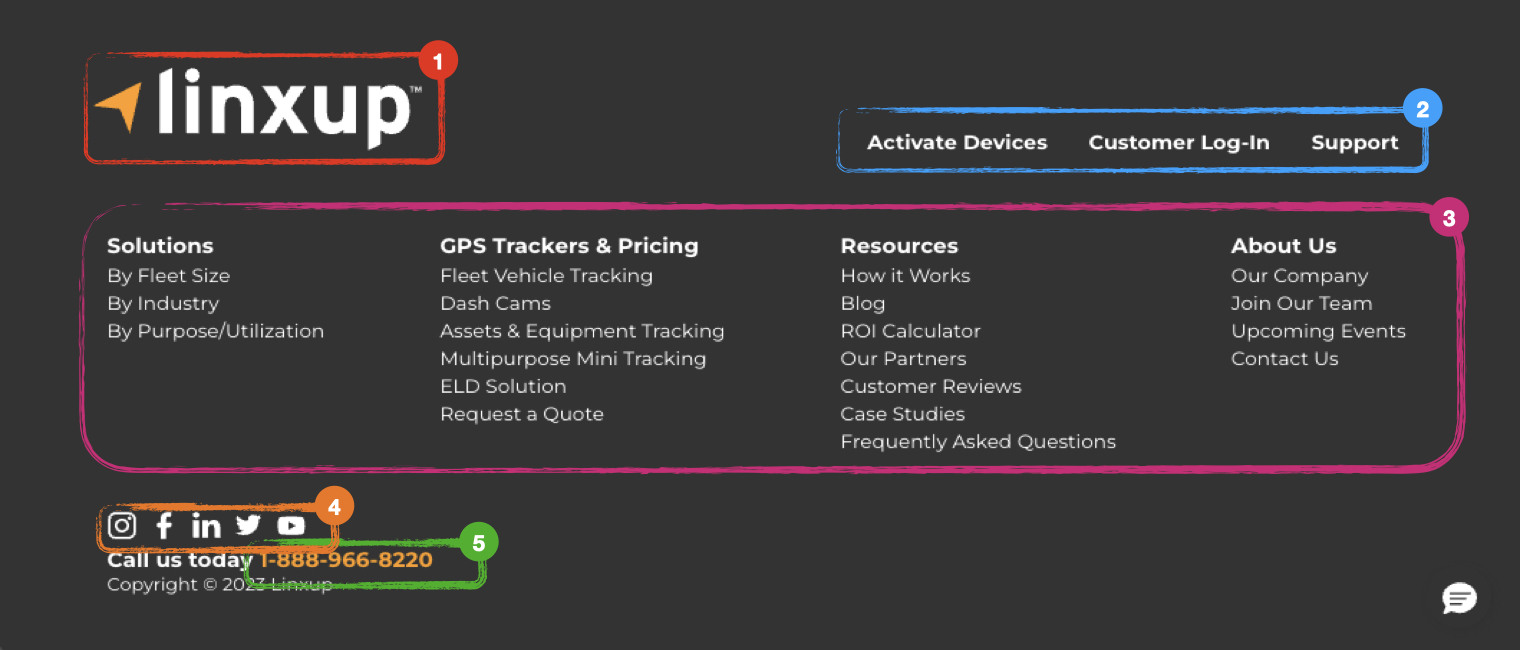 1
linxup™
2
Activate Devices Customer Log-In Support
3
Solutions
By Fleet Size
By Industry
By Purpose/Utilization
GPS Trackers & Pricing
Fleet Vehicle Tracking
Dash Cams
Assets & Equipment Tracking
Multipurpose Mini Tracking
ELD Solution
Request a Quote
Resources
How it Works
Blog
ROI Calculator
Our Partners
Customer Reviews
Case Studies
Frequently Asked Questions
About Us
Our Company
Join Our Team
Upcoming Events
Contact Us
4
5
Call us today 1-888-966-8220
Copyright © 2023 Linxup